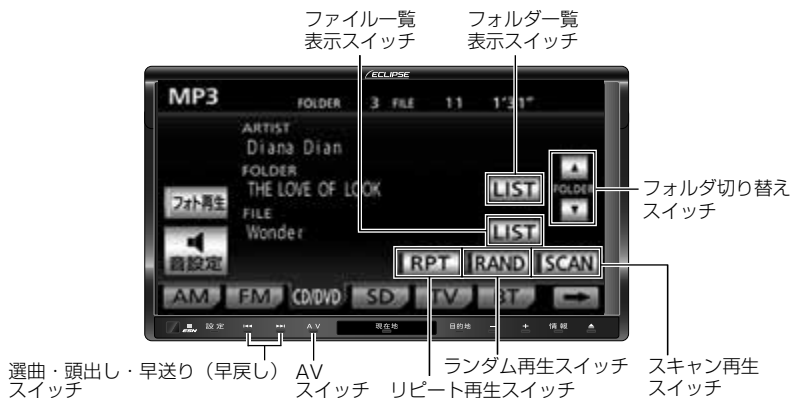 ファイル一覧
表示スイッチ
フォルダ一覧
表示スイッチ
ECLIPSE
MP3 FOLDER 3 FILE 11 1'31"
ARTIST
Diana Dian
FOLDER
THE LOVE OF LOOK
LIST
FOLDER
フォルダ切り替え
スイッチ
フォト再生
FILE
Wonder
LIST
音設定
RPT RAND SCAN
AM FM CD/DVD SD TV BT
ESN 設定 AV 現在地 目的地 − + 情報
選曲・頭出し・早送り（早戻し）
スイッチ
AV
スイッチ
リピート再生スイッチ
ランダム再生スイッチ
スキャン再生
スイッチ